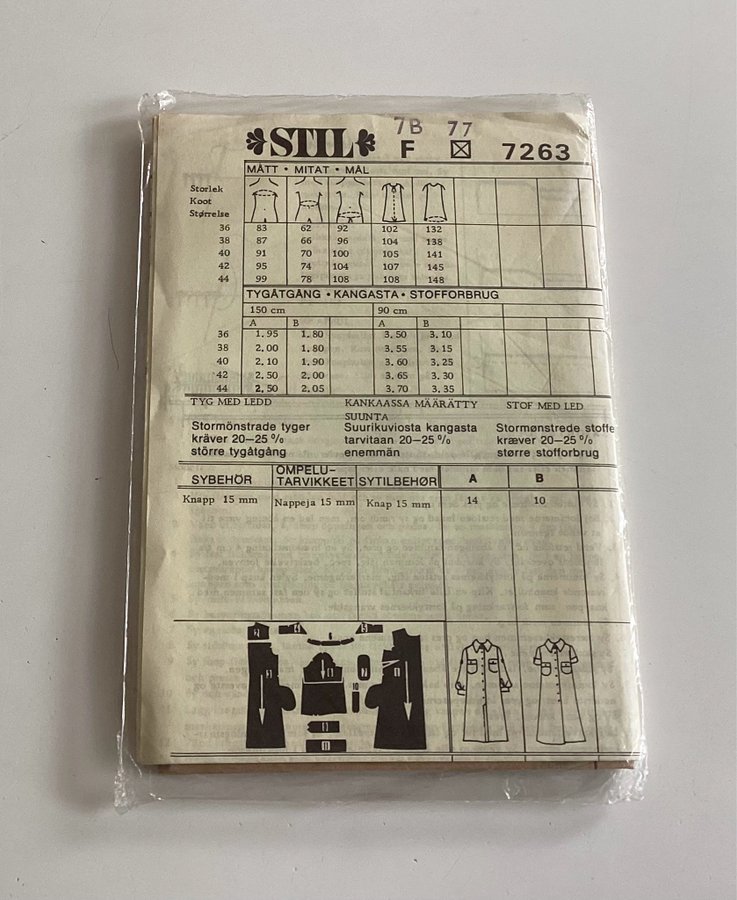 7B 77
STIL F 7263
MÅTT • MITAT • MÅL
Storlek
Koot
Størrelse
36 83 62 92 102 132
38 87 66 96 104 138
40 91 70 100 105 141
42 95 74 104 107 145
44 99 78 108 108 148
TYGÅTGÅNG • KANGASTA • STOFFORBRUG
150 cm 90 cm
A B A B
36 1.95 1.80 3.50 3.10
38 2.00 1.80 3.55 3.15
40 2.10 1.90 3.60 3.25
42 2.50 2.00 3.65 3.30
44 2.50 2.05 3.70 3.35
TYG MED LEDD KANKAASSA MÄÄRÄTTY SUUNTA STOF MED LED
Stormönstrade tyger Suurikuviosta kangasta Stormønstrede stoffe
kräver 20—25 % tarvitaan 20—25 % kræver 20—25 %
större tygåtgång enemmän større stofforbrug
SYBEHÖR OMPELU-TARVIKKEET SYTILBEHØR A B
Knapp 15 mm Nappeja 15 mm Knap 15 mm 14 10